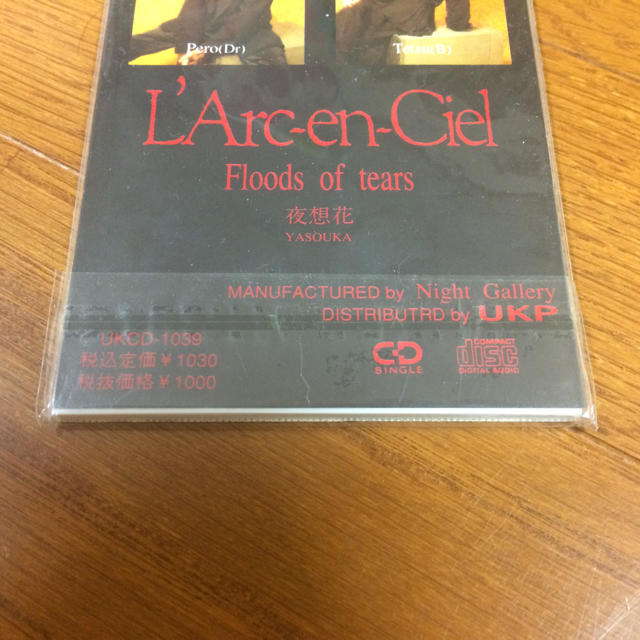 Pero(Dr) Tetsu(B)
L'Arc-en-Ciel
Floods of tears
夜想花
YASOUKA
MANUFACTURED by Night Gallery
DISTRIBUTRD by UKP
UKCD-1039
税込定価¥1030
税抜価格¥1000
CD
SINGLE
COMPACT
disc
DIGITAL AUDIO